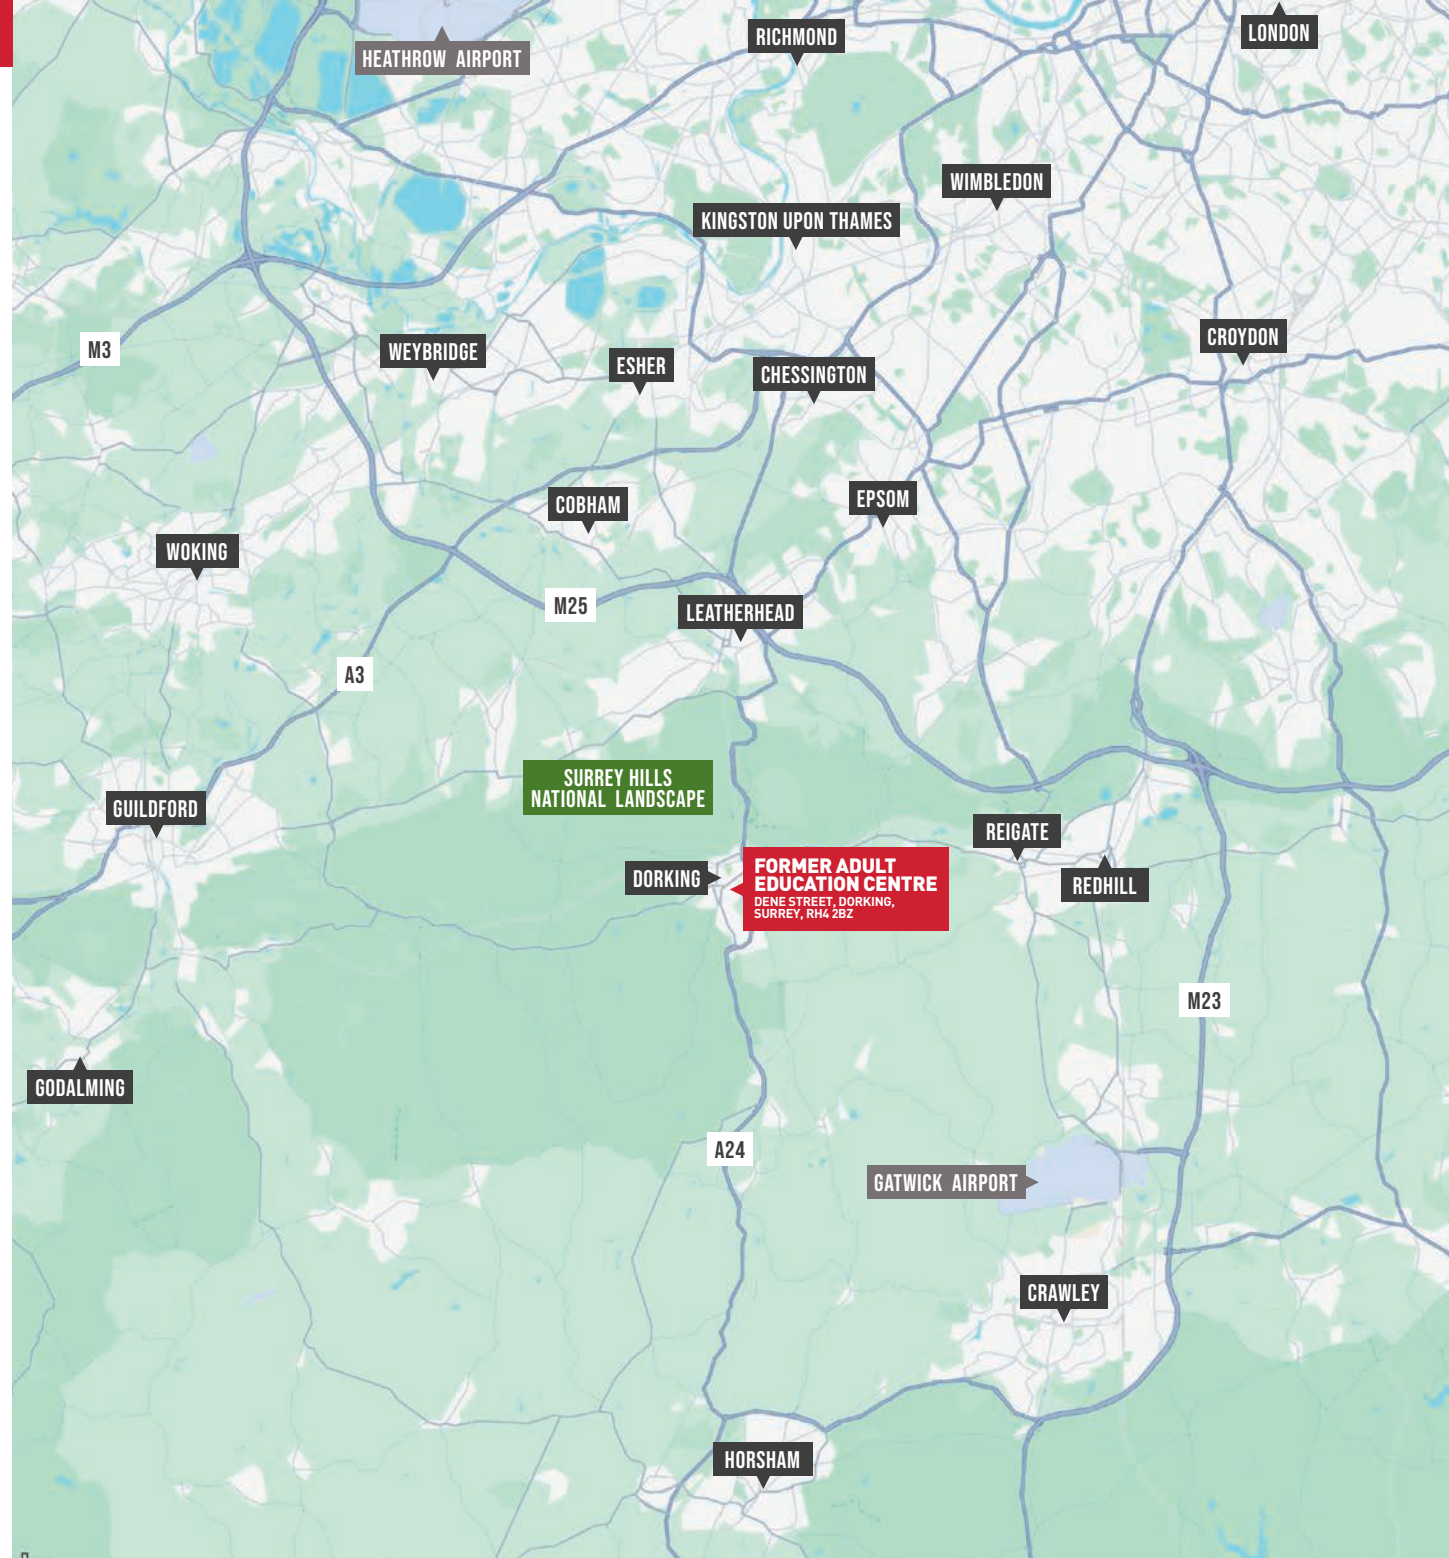 LONDON
RICHMOND
HEATHROW AIRPORT
WIMBLEDON
KINGSTON UPON THAMES
CROYDON
M3
WEYBRIDGE
ESHER
CHESSINGTON
COBHAM
EPSOM
WOKING
M25
LEATHERHEAD
A3
SURREY HILLS
NATIONAL LANDSCAPE
GUILDFORD
REIGATE
DORKING
FORMER ADULT
EDUCATION CENTRE
DENE STREET, DORKING,
SURREY, RH4 2BZ
REDHILL
M23
GODALMING
A24
GATWICK AIRPORT
CRAWLEY
HORSHAM